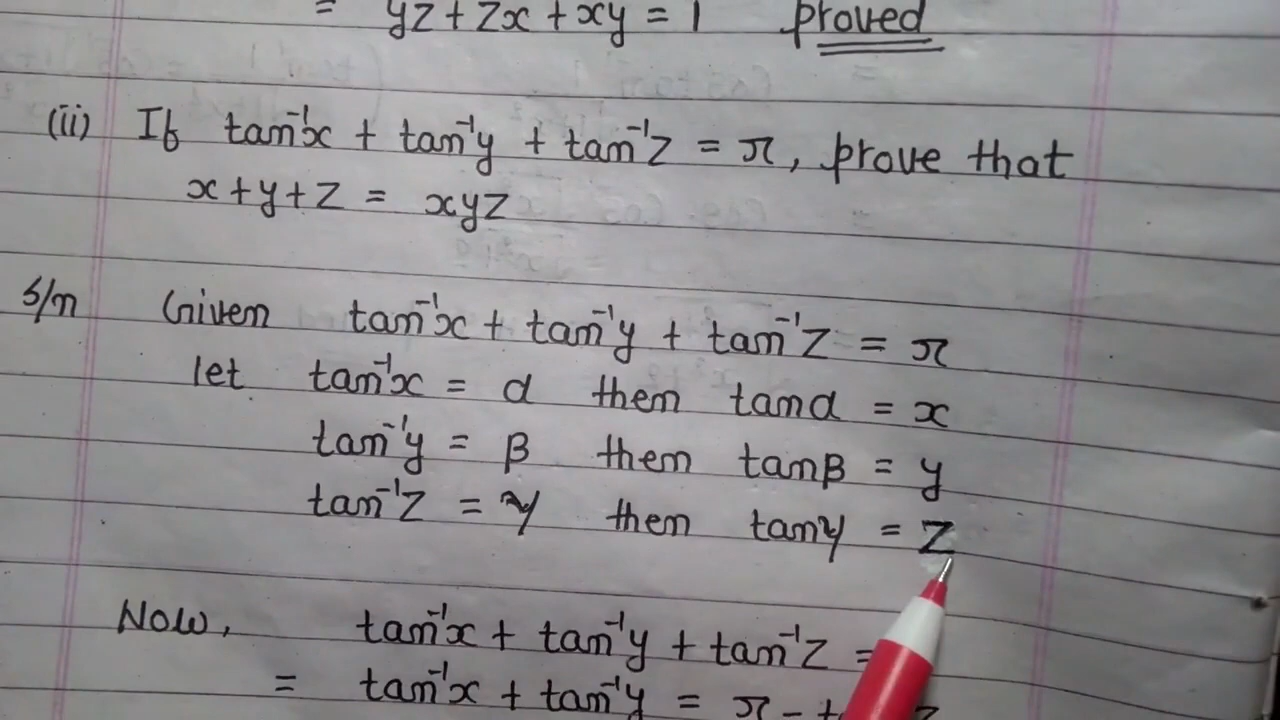 = yz + zx + xy = 1 proved
(ii) If tan⁻¹x + tan⁻¹y + tan⁻¹z = π, prove that
x + y + z = xyz
S/n Given tan⁻¹x + tan⁻¹y + tan⁻¹z = π
let tan⁻¹x = α then tanα = x
tan⁻¹y = β then tanβ = y
tan⁻¹z = γ then tanγ = z
Now, tan⁻¹x + tan⁻¹y + tan⁻¹z =
= tan⁻¹x + tan⁻¹y = π -